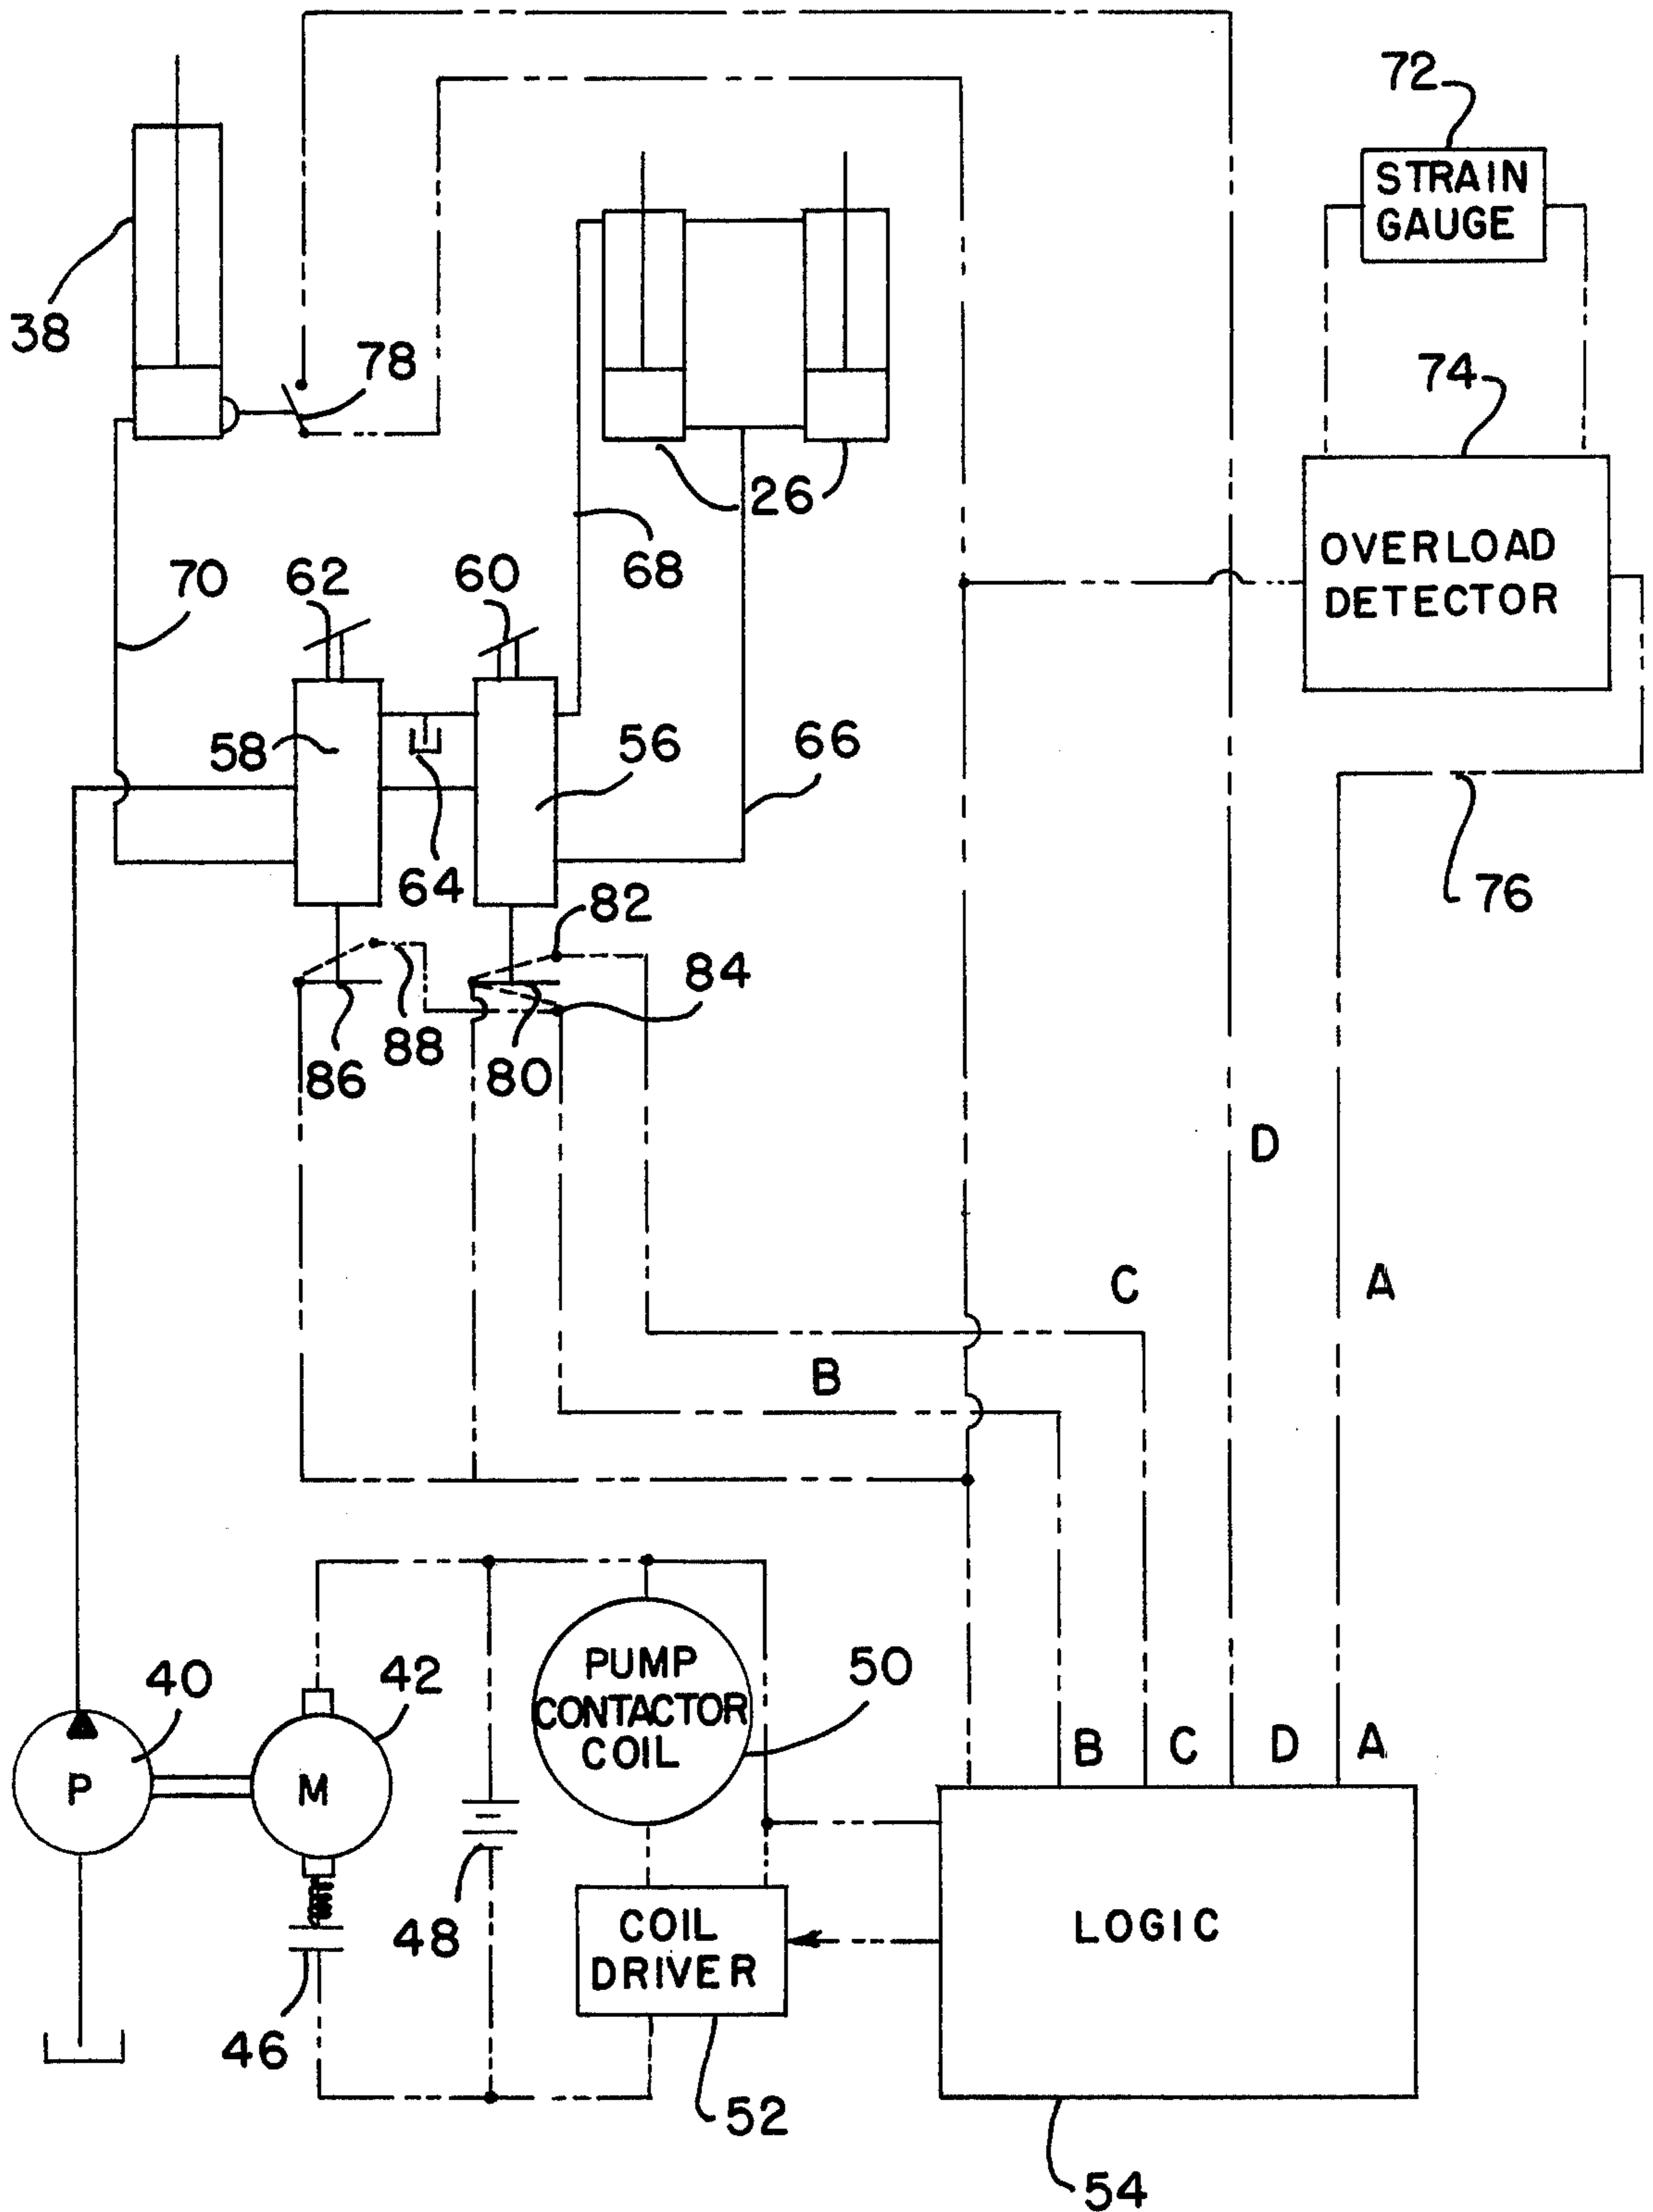 72
STRAIN
GAUGE
38
78
74
26
OVERLOAD
DETECTOR
70
62
60
68
58
56
66
64
82
76
84
88
86
80
D
C
A
B
40
42
PUMP
CONTACTOR
COIL
50
B
C
D
A
P
M
48
COIL
DRIVER
LOGIC
46
52
54